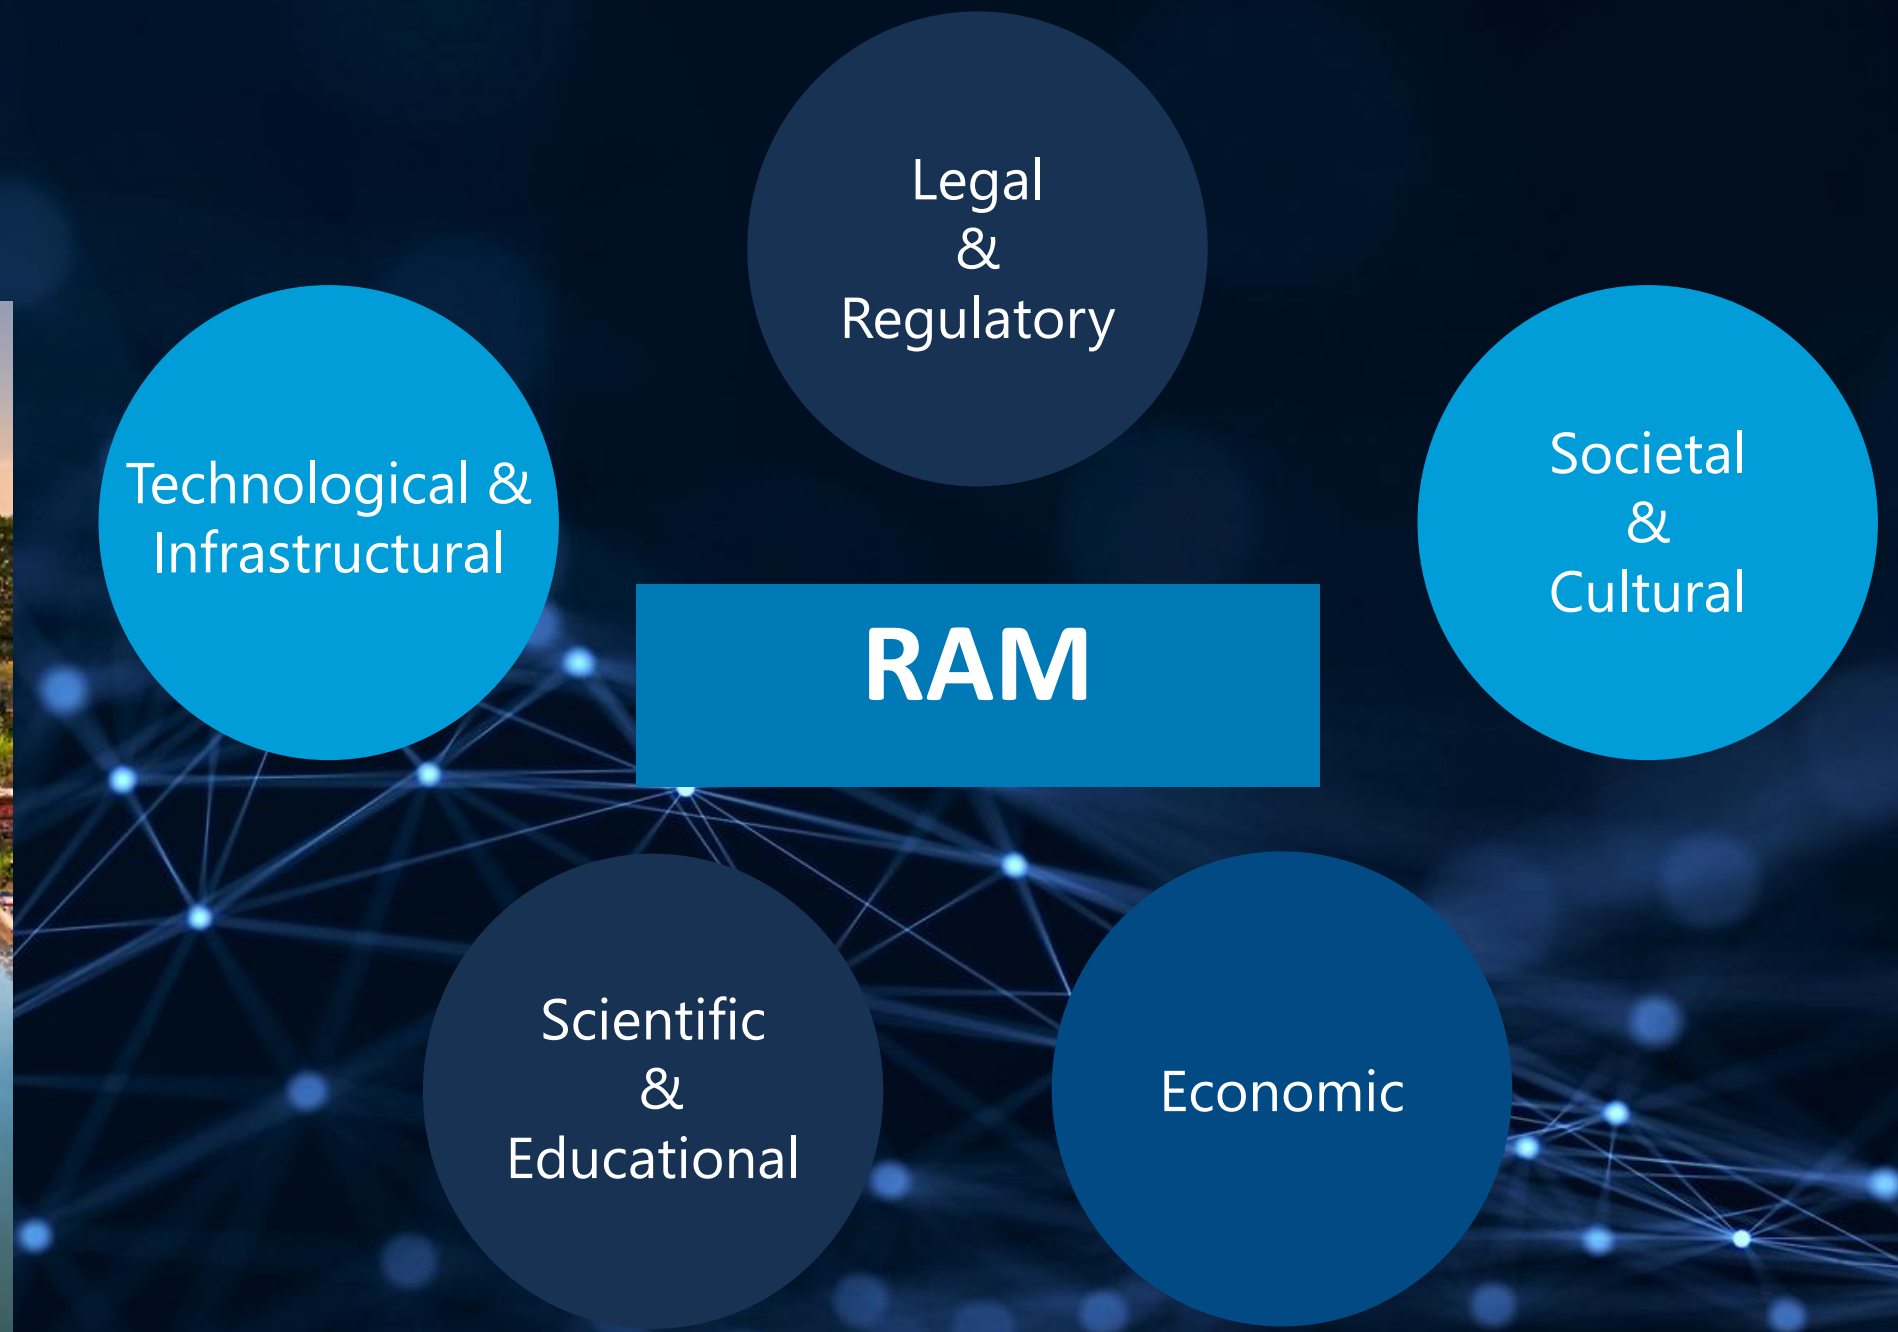 Legal
&
Regulatory
Technological &
Infrastructural
Societal
&
Cultural
RAM
Scientific
&
Educational
Economic